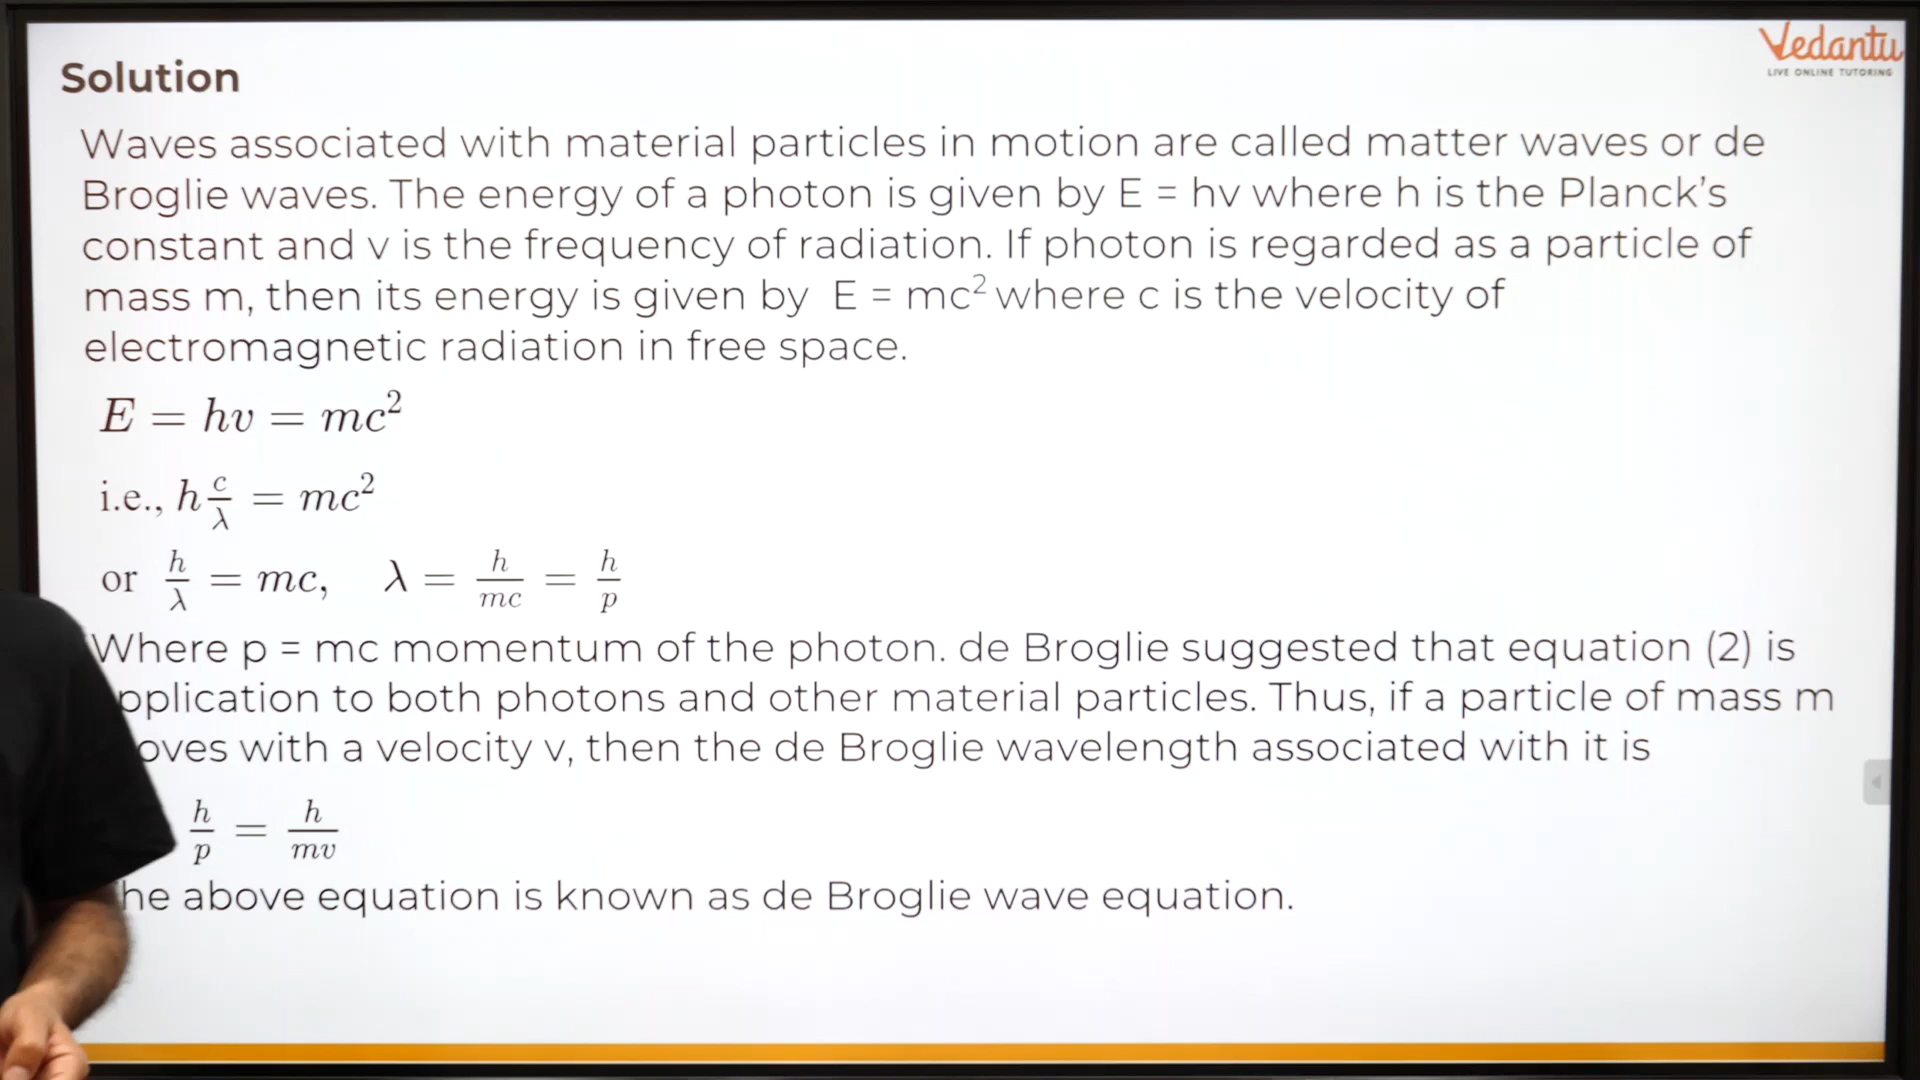 Vedantu
LIVE ONLINE TUTORING
Solution
Waves associated with material particles in motion are called matter waves or de
Broglie waves. The energy of a photon is given by E = hv where h is the Planck's
constant and v is the frequency of radiation. If photon is regarded as a particle of
mass m, then its energy is given by E = mc² where c is the velocity of
electromagnetic radiation in free space.
E = hv = mc²
i.e., h c/λ = mc²
or h/λ = mc, λ = h/mc = h/p
Where p = mc momentum of the photon. de Broglie suggested that equation (2) is
pplication to both photons and other material particles. Thus, if a particle of mass m
oves with a velocity v, then the de Broglie wavelength associated with it is
h/p = h/mv
he above equation is known as de Broglie wave equation.